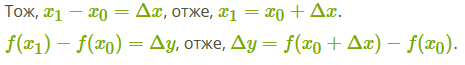 Тож, x₁ − x₀ = Δx, отже, x₁ = x₀ + Δx.
f(x₁) − f(x₀) = Δy, отже, Δy = f(x₀ + Δx) − f(x₀).